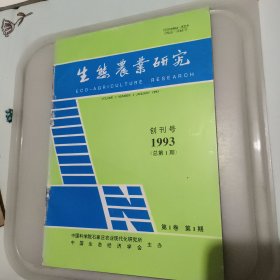 生态农业研究
ECO-AGRICULTURE RESEARCH
创刊号
1993
(总第1期)
第1卷 第1期
中国科学院石家庄农业现代化研究所
中国生态经济学会 主办